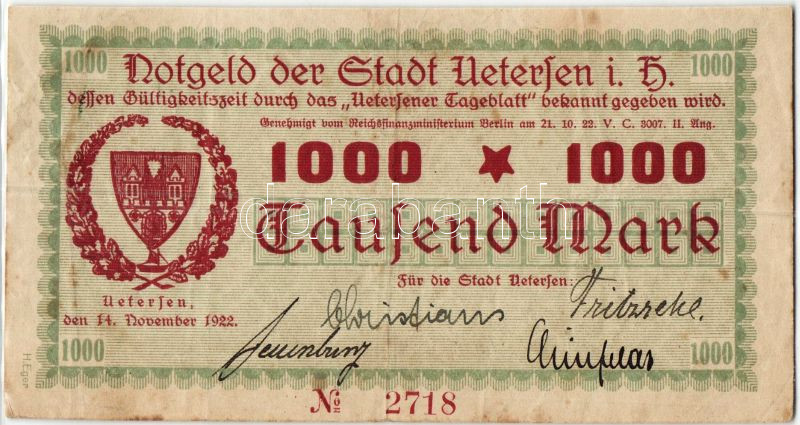 1000 1000
Notgeld der Stadt Uetersen i. H.
dessen Gültigkeitszeit durch das „Uetersener Tageblatt" bekannt gegeben wird.
Genehmigt vom Reichsfinanzministerium Berlin am 21. 10. 22. V. C. 3007. II. Ang.
1000 ★ 1000
Tausend Mark
darabanth
Für die Stadt Uetersen:
Uetersen,
den 14. November 1922.
Christians Fritzsche.
1000 1000
H. Eger
№ 2718